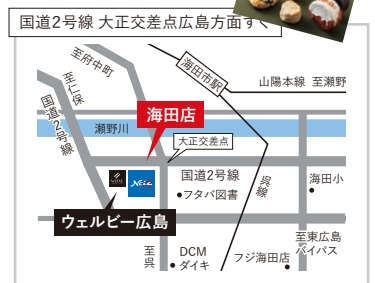 国道2号線 大正交差点広島方面すぐ
至府中町
至仁保
国道2号線
海田市駅
山陽本線 至瀬野
海田店
瀬野川
大正交差点
国道2号線
呉線
海田小
フタバ図書
ウェルビー広島
至東広島
バイパス
至呉
DCM
ダイキ
フジ海田店